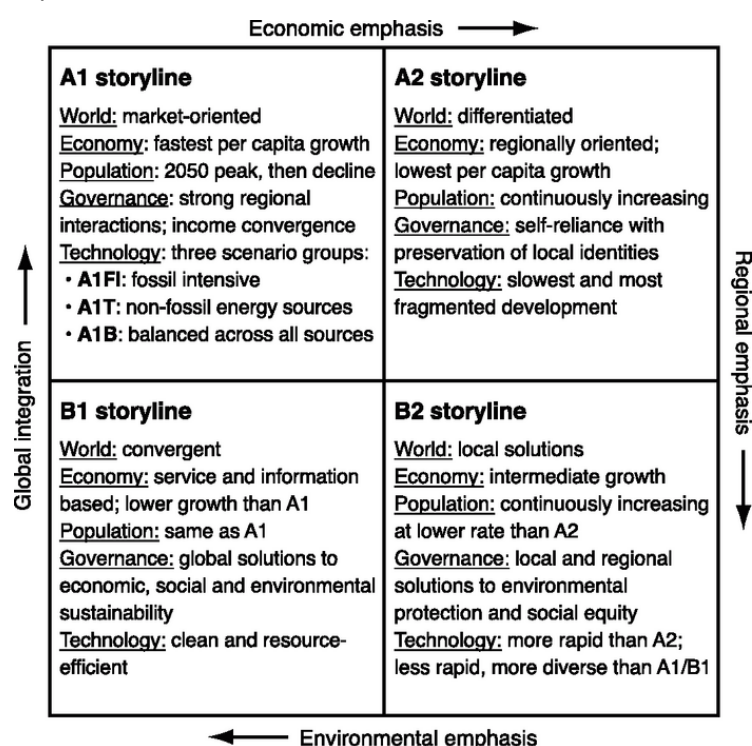 Economic emphasis
A1 storyline
World: market-oriented
Economy: fastest per capita growth
Population: 2050 peak, then decline
Governance: strong regional
interactions; income convergence
Technology: three scenario groups:
• A1FI: fossil intensive
• A1T: non-fossil energy sources
• A1B: balanced across all sources
A2 storyline
World: differentiated
Economy: regionally oriented;
lowest per capita growth
Population: continuously increasing
Governance: self-reliance with
preservation of local identities
Technology: slowest and most
fragmented development
Global integration
Regional emphasis
B1 storyline
World: convergent
Economy: service and information
based; lower growth than A1
Population: same as A1
Governance: global solutions to
economic, social and environmental
sustainability
Technology: clean and resource-
efficient
B2 storyline
World: local solutions
Economy: intermediate growth
Population: continuously increasing
at lower rate than A2
Governance: local and regional
solutions to environmental
protection and social equity
Technology: more rapid than A2;
less rapid, more diverse than A1/B1
Environmental emphasis